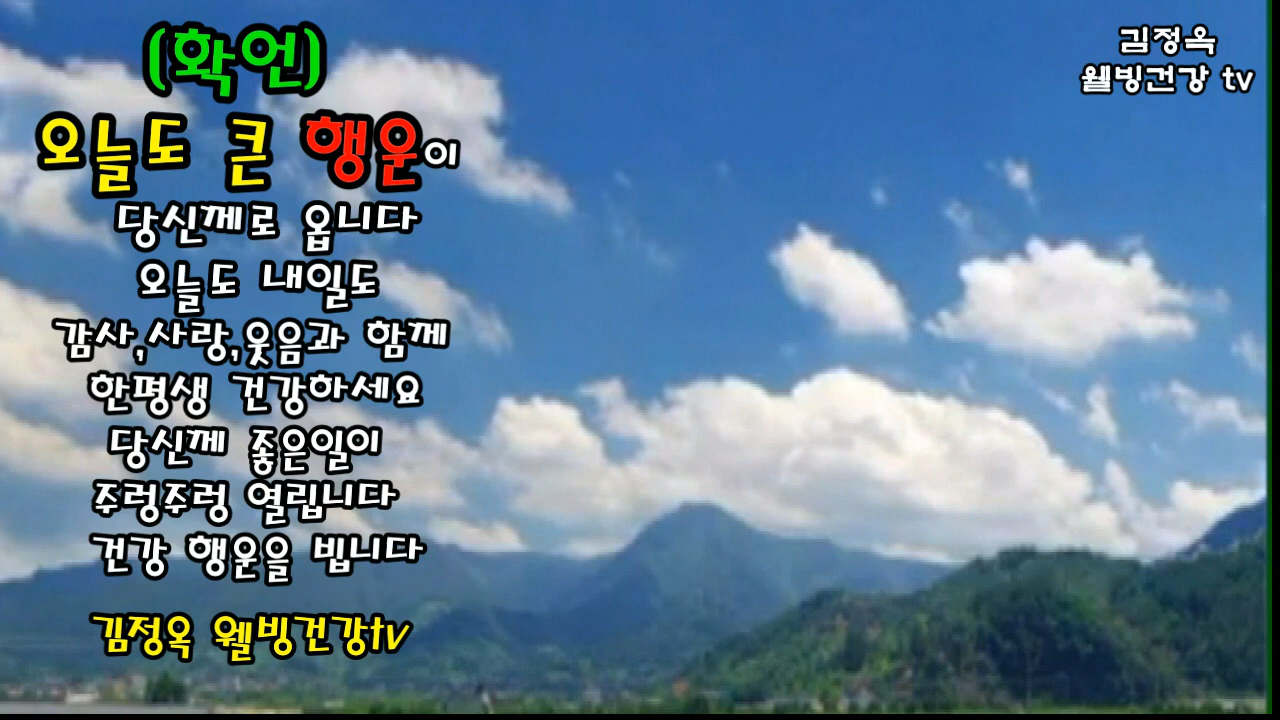 (확언)
오늘도 큰 행운이
당신께로 옵니다
오늘도 내일도
감사,사랑,웃음과 함께
한평생 건강하세요
당신께 좋은일이
주렁주렁 열립니다
건강 행운을 빕니다
김정옥 웰빙건강tv
김정옥
웰빙건강 tv